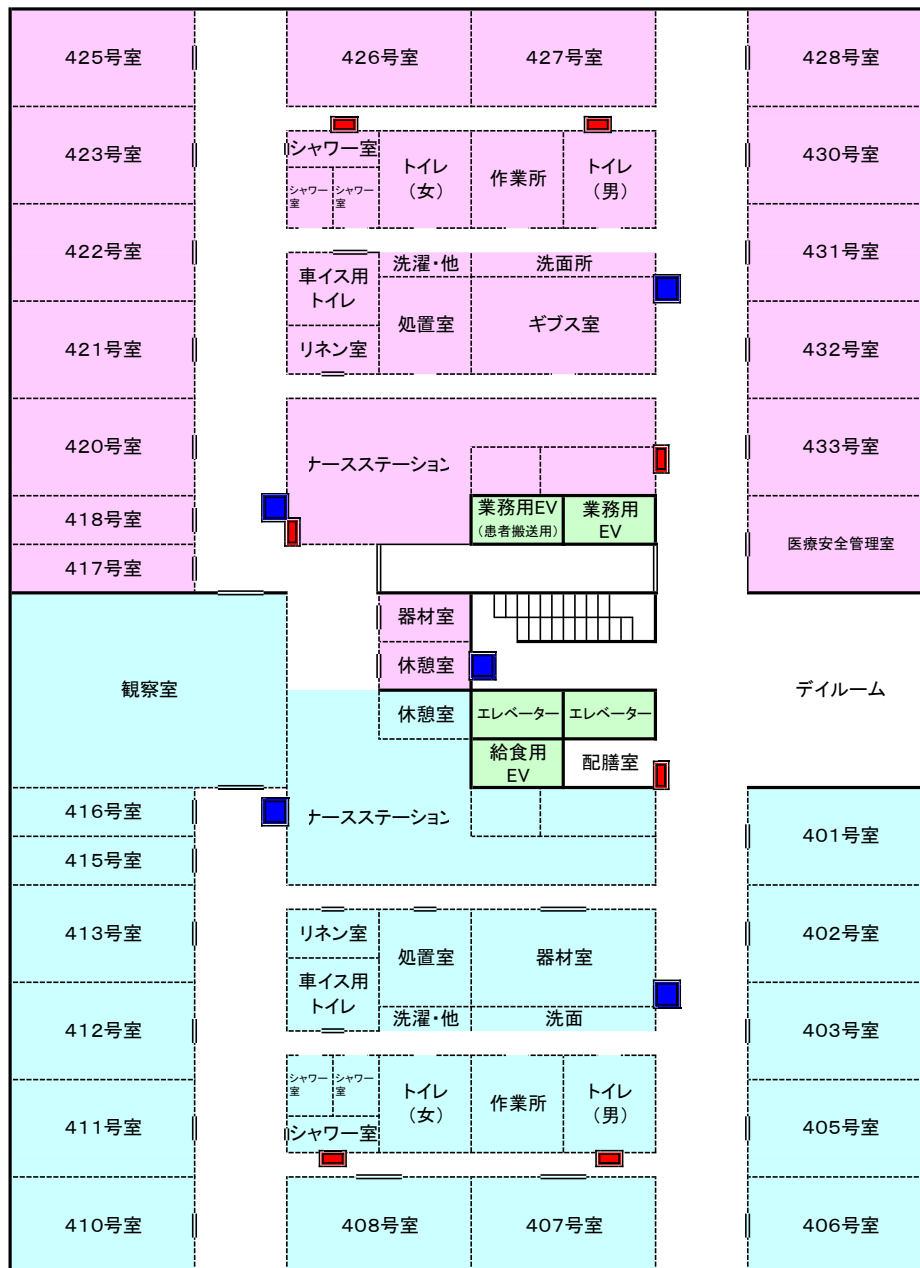 425号室
426号室
427号室
428号室
423号室
シャワー室
シャワー
室
シャワー
室
トイレ
（女）
作業所
トイレ
（男）
430号室
422号室
車イス用
トイレ
洗濯・他
洗面所
431号室
421号室
リネン室
処置室
ギブス室
432号室
420号室
ナースステーション
433号室
418号室
業務用EV
（患者搬送用）
業務用
EV
医療安全管理室
417号室
器材室
休憩室
観察室
デイルーム
休憩室
エレベーター
エレベーター
給食用
EV
配膳室
416号室
ナースステーション
401号室
415号室
413号室
リネン室
処置室
器材室
402号室
車イス用
トイレ
洗濯・他
洗面
412号室
403号室
シャワー
室
シャワー
室
トイレ
（女）
作業所
トイレ
（男）
シャワー室
411号室
405号室
410号室
408号室
407号室
406号室